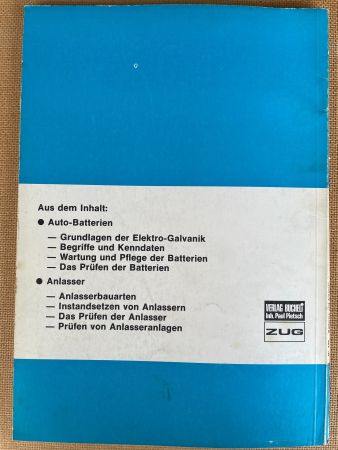 Aus dem Inhalt:
● Auto-Batterien
— Grundlagen der Elektro-Galvanik
— Begriffe und Kenndaten
— Wartung und Pflege der Batterien
— Das Prüfen der Batterien
● Anlasser
— Anlasserbauarten
— Instandsetzen von Anlassern
— Das Prüfen der Anlasser
— Prüfen von Anlasseranlagen
VERLAG BUCHELI
Inh. Paul Pietsch
ZUG